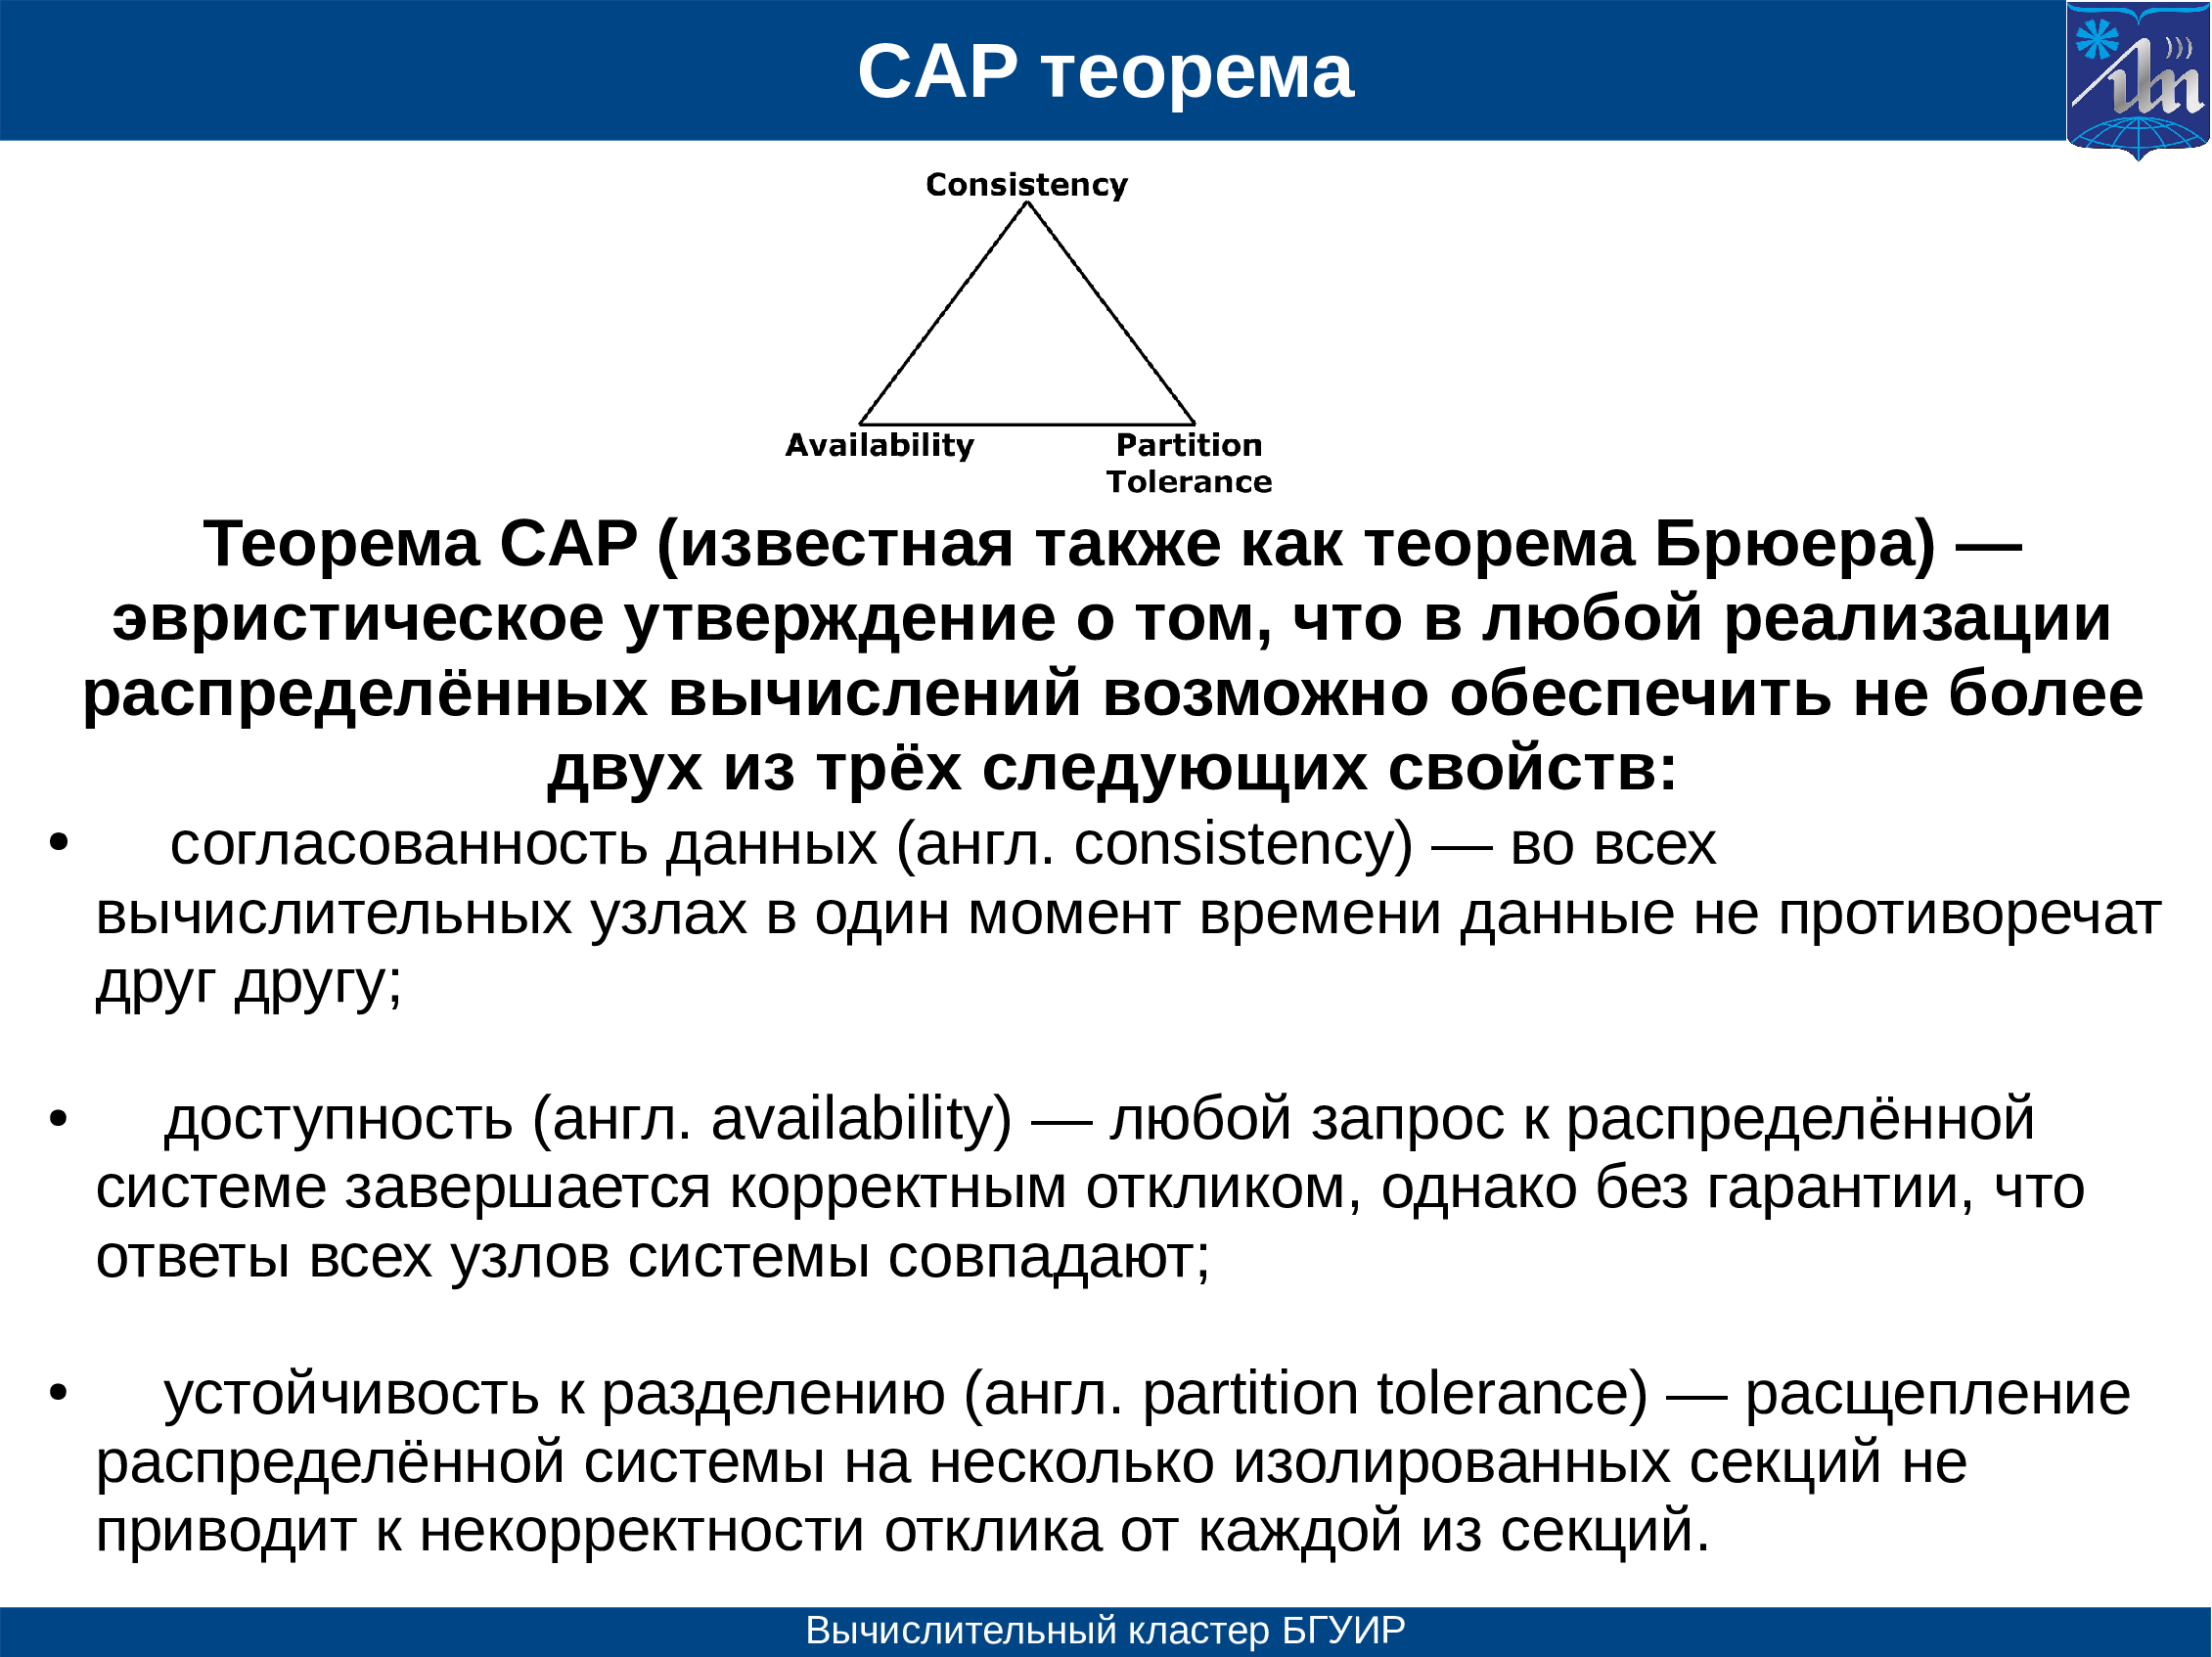 CAP теорема
Consistency
Availability
Partition
Tolerance
Теорема CAP (известная также как теорема Брюера) —
эвристическое утверждение о том, что в любой реализации
распределённых вычислений возможно обеспечить не более
двух из трёх следующих свойств:
• согласованность данных (англ. consistency) — во всех
вычислительных узлах в один момент времени данные не противоречат
друг другу;
• доступность (англ. availability) — любой запрос к распределённой
системе завершается корректным откликом, однако без гарантии, что
ответы всех узлов системы совпадают;
• устойчивость к разделению (англ. partition tolerance) — расщепление
распределённой системы на несколько изолированных секций не
приводит к некорректности отклика от каждой из секций.
Вычислительный кластер БГУИР